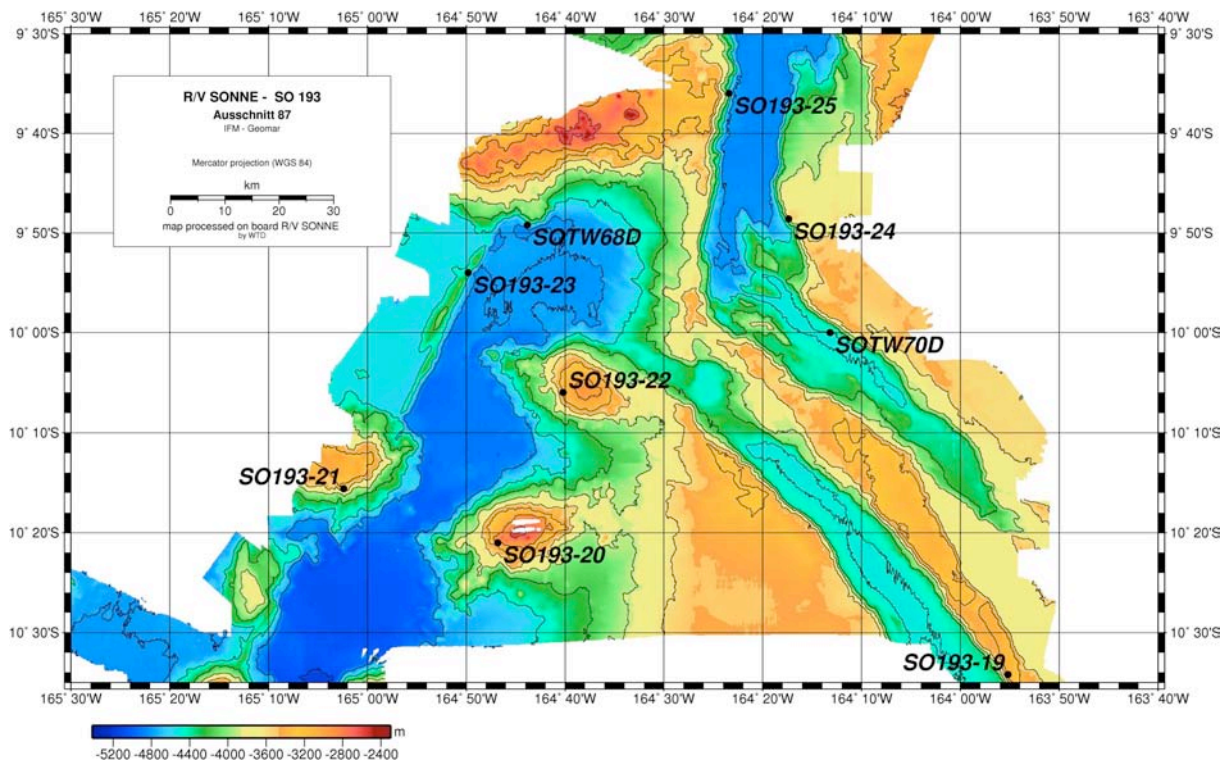 165˚30'W 165˚20'W 165˚10'W 165˚00'W 164˚50'W 164˚40'W 164˚30'W 164˚20'W 164˚10'W 164˚00'W 163˚50'W 163˚40'W
9˚30'S 9˚30'S
R/V SONNE - SO 193
Ausschnitt 87
IFM - Geomar
Mercator projection (WGS 84)
km
0 10 20 30
map processed on board R/V SONNE
by WTD
SO193-25
9˚40'S 9˚40'S
SO193-24
SOTW68D
9˚50'S 9˚50'S
SO193-23
10˚00'S 10˚00'S
SOTW70D
SO193-22
10˚10'S 10˚10'S
SO193-21
10˚20'S 10˚20'S
SO193-20
10˚30'S 10˚30'S
SO193-19
165˚30'W 165˚20'W 165˚10'W 165˚00'W 164˚50'W 164˚40'W 164˚30'W 164˚20'W 164˚10'W 164˚00'W 163˚50'W 163˚40'W
m
-5200 -4800 -4400 -4000 -3600 -3200 -2800 -2400